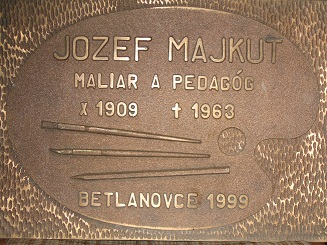 JOZEF MAJKUT
MALIAR A PEDAGÓG
X 1909 † 1963
BETLANOVCE 1999